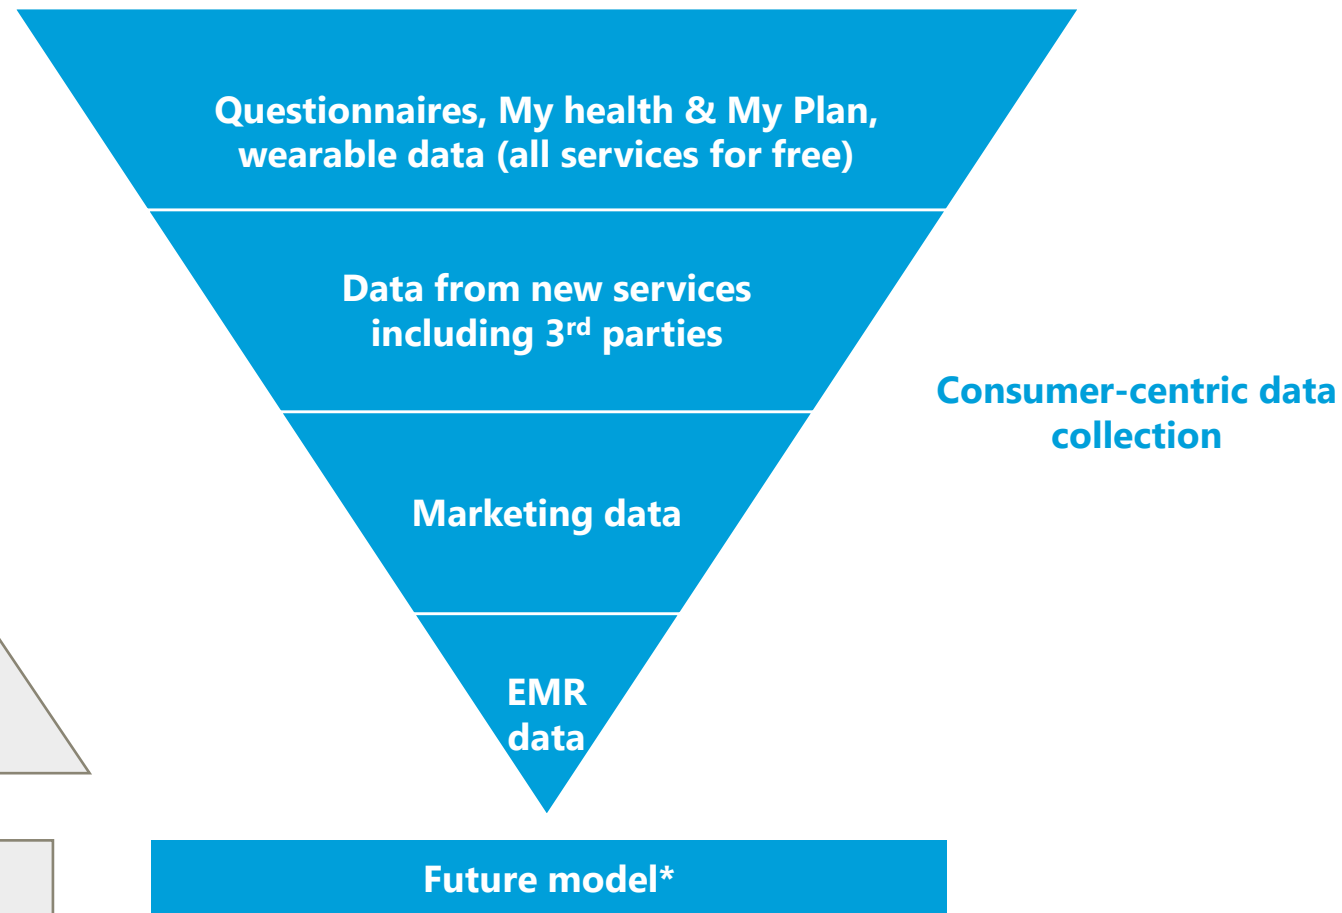 Questionnaires, My health & My Plan,
wearable data (all services for free)
Data from new services
including 3rd parties
Consumer-centric data
collection
Marketing data
EMR
data
Future model*